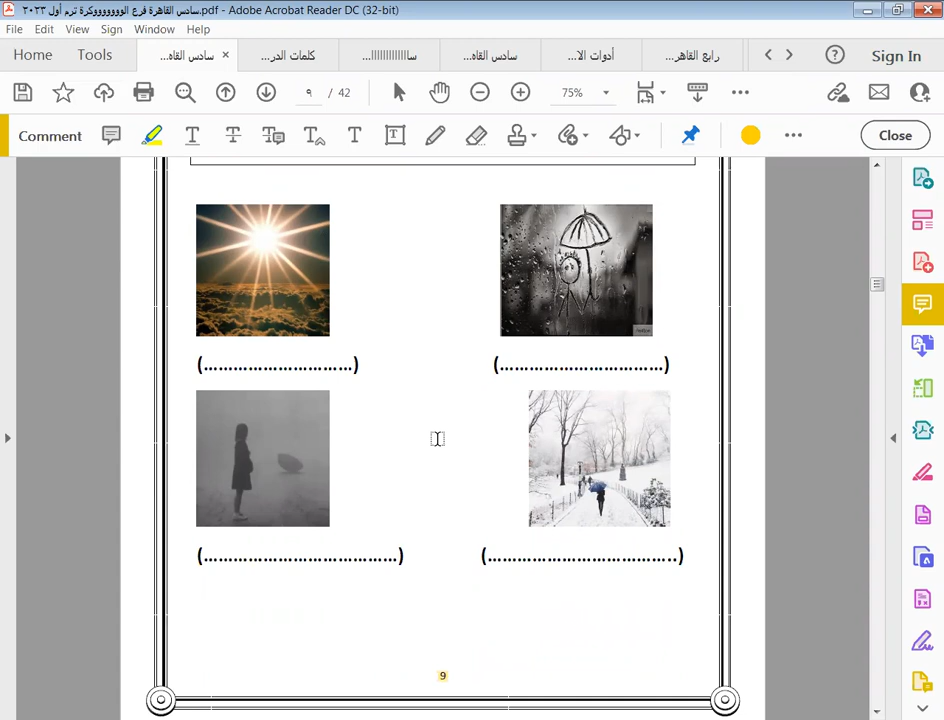 سادس القاهرة فرع الوووووووكرة ترم أول ٢٠٢٣.pdf - Adobe Acrobat Reader DC (32-bit)
File Edit View Sign Window Help
Home Tools سادس القاه... كلمات الدر... ساااااااااااا... سادس القاه... أدوات الا... رابع القاهر... Sign In
٩ / 42 75%
Comment Close
(..............................) (..............................)
(....................................) (....................................)
9